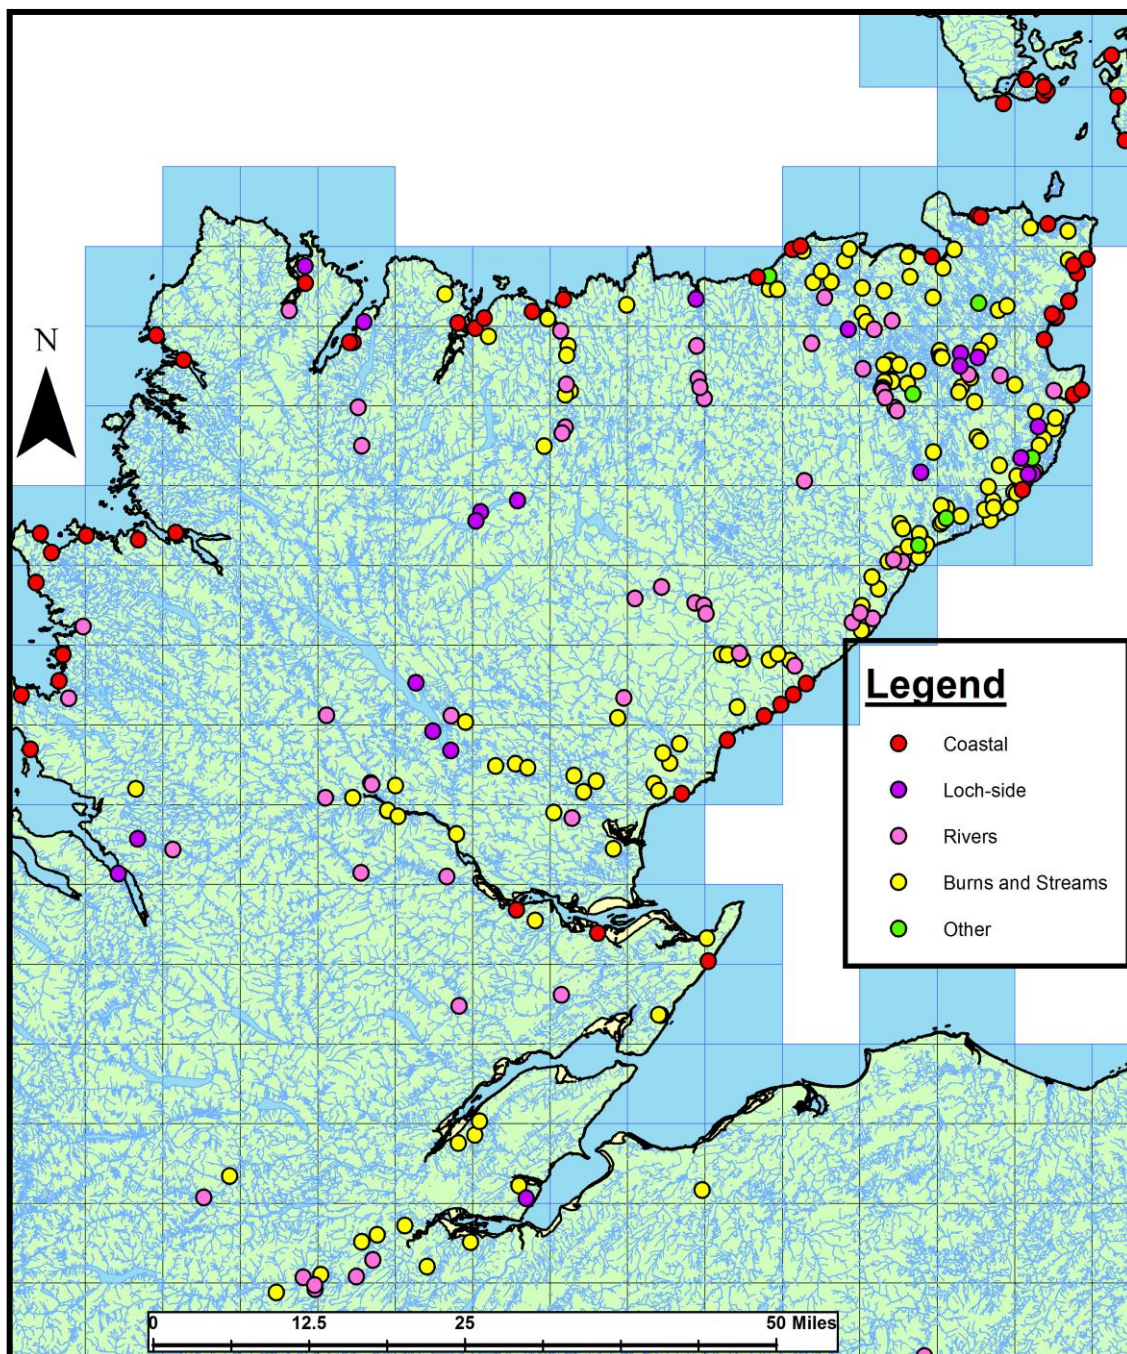 N
Legend
Coastal
Loch-side
Rivers
Burns and Streams
Other
0 12.5 25 50 Miles